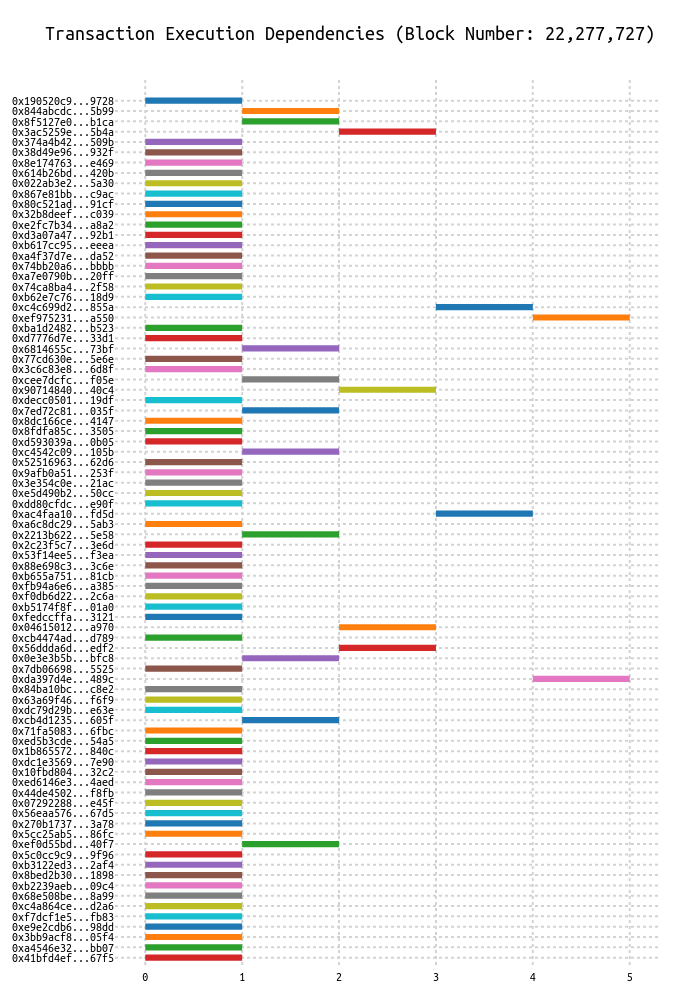 Transaction Execution Dependencies (Block Number: 22,277,727)
0x190520c9...9728
0x844abcdc...5b99
0x8f5127e0...b1ca
0x3ac5259e...5b4a
0x374a4b42...509b
0x38d49e96...932f
0x8e174763...e469
0x614b26bd...420b
0x022ab3e2...5a30
0x867e81bb...c9ac
0x80c521ad...91cf
0x32b8deef...c039
0xe2fc7b34...a8a2
0xd3a07a47...92b1
0xb617cc95...eeea
0xa4f37d7e...da52
0x74bb20a6...bbbb
0xa7e0790b...20ff
0x74ca8ba4...2f58
0xb62e7c76...18d9
0xc4c699d2...855a
0xef975231...a550
0xba1d2482...b523
0xd7776d7e...33d1
0x6814655c...73bf
0x77cd630e...5e6e
0x3c6c83e8...6d8f
0xcee7dcfc...f05e
0x90714840...40c4
0xdecc0501...19df
0x7ed72c81...035f
0x8dc166ce...4147
0x8fdfa85c...3505
0xd593039a...0b05
0xc4542c09...105b
0x52516963...62d6
0x9afb0a51...253f
0x3e354c0e...21ac
0xe5d490b2...50cc
0xdd80cfdc...e90f
0xac4faa10...fd5d
0xa6c8dc29...5ab3
0x2213b622...5e58
0x2c23f5c7...3e6d
0x53f14ee5...f3ea
0x88e698c3...3c6e
0xb655a751...81cb
0xfb94a6e6...a385
0xf0db6d22...2c6a
0xb5174f8f...01a0
0xfedccffa...3121
0x04615012...a970
0xcb4474ad...d789
0x56ddda6d...edf2
0x0e3e3b5b...bfc8
0x7db06698...5525
0xda397d4e...489c
0x84ba10bc...c8e2
0x63a69f46...f6f9
0xdc79d29b...e63e
0xcb4d1235...605f
0x71fa5083...6fbc
0xed5b3cde...54a5
0x1b865572...840c
0xdc1e3569...7e90
0x10fbd804...32c2
0xed6146e3...4aed
0x44de4502...f8fb
0x07292288...e45f
0x56eaa576...67d5
0x270b1737...3a78
0x5cc25ab5...86fc
0xef0d55bd...40f7
0x5c0cc9c9...9f96
0xb3122ed3...2af4
0x8bed2b30...1898
0xb2239aeb...09c4
0x68e508be...8a99
0xc4a864ce...d2a6
0xf7dcf1e5...fb83
0xe9e2cdb6...98dd
0x3bb9acf8...05f4
0xa4546e32...bb07
0x41bfd4ef...67f5
0 1 2 3 4 5